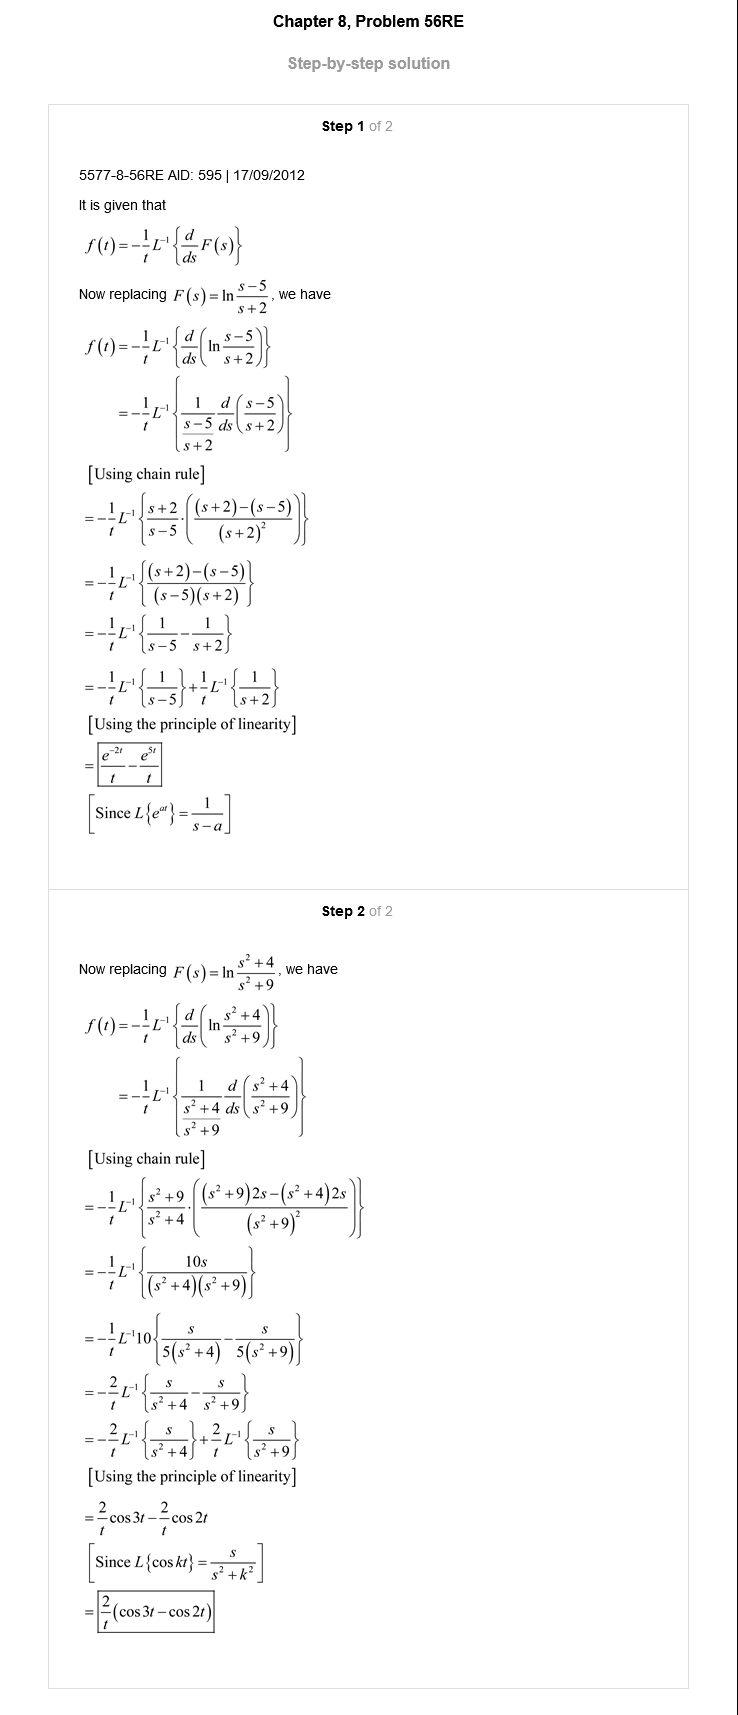 Chapter 8, Problem 56RE
Step-by-step solution
Step 1 of 2
5577-8-56RE AID: 595 | 17/09/2012
It is given that
f(t) = -\frac{1}{t} L^{-1} \left\{ \frac{d}{ds} F(s) \right\}
Now replacing F(s) = \ln \frac{s-5}{s+2}, we have
f(t) = -\frac{1}{t} L^{-1} \left\{ \frac{d}{ds} \left( \ln \frac{s-5}{s+2} \right) \right\}
= -\frac{1}{t} L^{-1} \left\{ \frac{1}{\frac{s-5}{s+2}} \frac{d}{ds} \left( \frac{s-5}{s+2} \right) \right\}
[Using chain rule]
= -\frac{1}{t} L^{-1} \left\{ \frac{s+2}{s-5} \cdot \left( \frac{(s+2)-(s-5)}{(s+2)^2} \right) \right\}
= -\frac{1}{t} L^{-1} \left\{ \frac{(s+2)-(s-5)}{(s-5)(s+2)} \right\}
= -\frac{1}{t} L^{-1} \left\{ \frac{1}{s-5} - \frac{1}{s+2} \right\}
= -\frac{1}{t} L^{-1} \left\{ \frac{1}{s-5} \right\} + \frac{1}{t} L^{-1} \left\{ \frac{1}{s+2} \right\}
[Using the principle of linearity]
= \boxed{\frac{e^{-2t}}{t} - \frac{e^{5t}}{t}}
\left[ Since L\{e^{at}\} = \frac{1}{s-a} \right]
Step 2 of 2
Now replacing F(s) = \ln \frac{s^2+4}{s^2+9}, we have
f(t) = -\frac{1}{t} L^{-1} \left\{ \frac{d}{ds} \left( \ln \frac{s^2+4}{s^2+9} \right) \right\}
= -\frac{1}{t} L^{-1} \left\{ \frac{1}{\frac{s^2+4}{s^2+9}} \frac{d}{ds} \left( \frac{s^2+4}{s^2+9} \right) \right\}
[Using chain rule]
= -\frac{1}{t} L^{-1} \left\{ \frac{s^2+9}{s^2+4} \cdot \left( \frac{(s^2+9)2s-(s^2+4)2s}{(s^2+9)^2} \right) \right\}
= -\frac{1}{t} L^{-1} \left\{ \frac{10s}{(s^2+4)(s^2+9)} \right\}
= -\frac{1}{t} L^{-1} 10 \left\{ \frac{s}{5(s^2+4)} - \frac{s}{5(s^2+9)} \right\}
= -\frac{2}{t} L^{-1} \left\{ \frac{s}{s^2+4} - \frac{s}{s^2+9} \right\}
= -\frac{2}{t} L^{-1} \left\{ \frac{s}{s^2+4} \right\} + \frac{2}{t} L^{-1} \left\{ \frac{s}{s^2+9} \right\}
[Using the principle of linearity]
= \frac{2}{t} \cos 3t - \frac{2}{t} \cos 2t
\left[ Since L\{\cos kt\} = \frac{s}{s^2+k^2} \right]
= \boxed{\frac{2}{t} (\cos 3t - \cos 2t)}